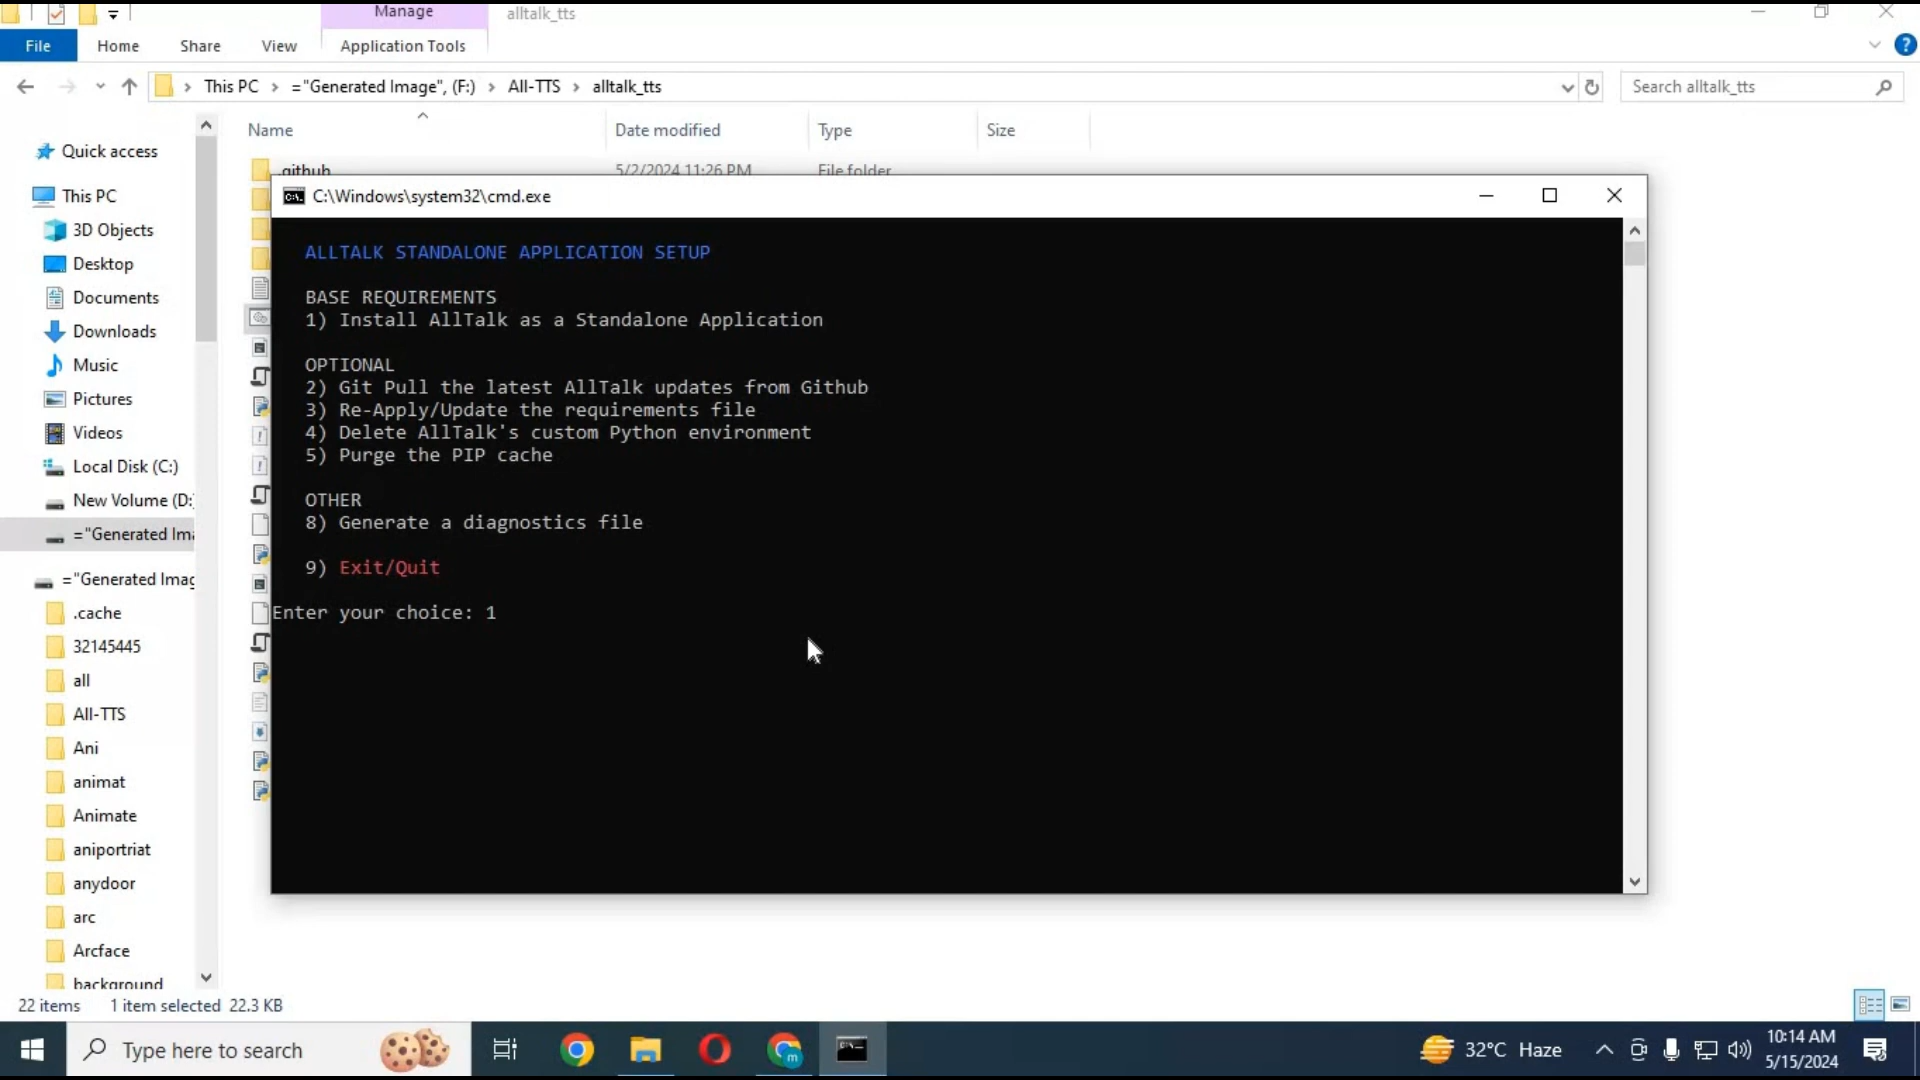 Manage
alltalk_tts
File
Home
Share
View
Application Tools
This PC > ="Generated Image", (F:) > All-TTS > alltalk_tts
Search alltalk_tts
Name
Date modified
Type
Size
Quick access
This PC
3D Objects
Desktop
Documents
Downloads
Music
Pictures
Videos
Local Disk (C:)
New Volume (D:
="Generated Ima
="Generated Imag
.cache
32145445
all
All-TTS
Ani
animat
Animate
aniportriat
anydoor
arc
Arcface
background
.github
5/2/2024 11:26 PM
File folder
C:\Windows\system32\cmd.exe
ALLTALK STANDALONE APPLICATION SETUP
BASE REQUIREMENTS
1) Install AllTalk as a Standalone Application
OPTIONAL
2) Git Pull the latest AllTalk updates from Github
3) Re-Apply/Update the requirements file
4) Delete AllTalk's custom Python environment
5) Purge the PIP cache
OTHER
8) Generate a diagnostics file
9) Exit/Quit
Enter your choice: 1
22 items
1 item selected 22.3 KB
Type here to search
32°C Haze
10:14 AM
5/15/2024